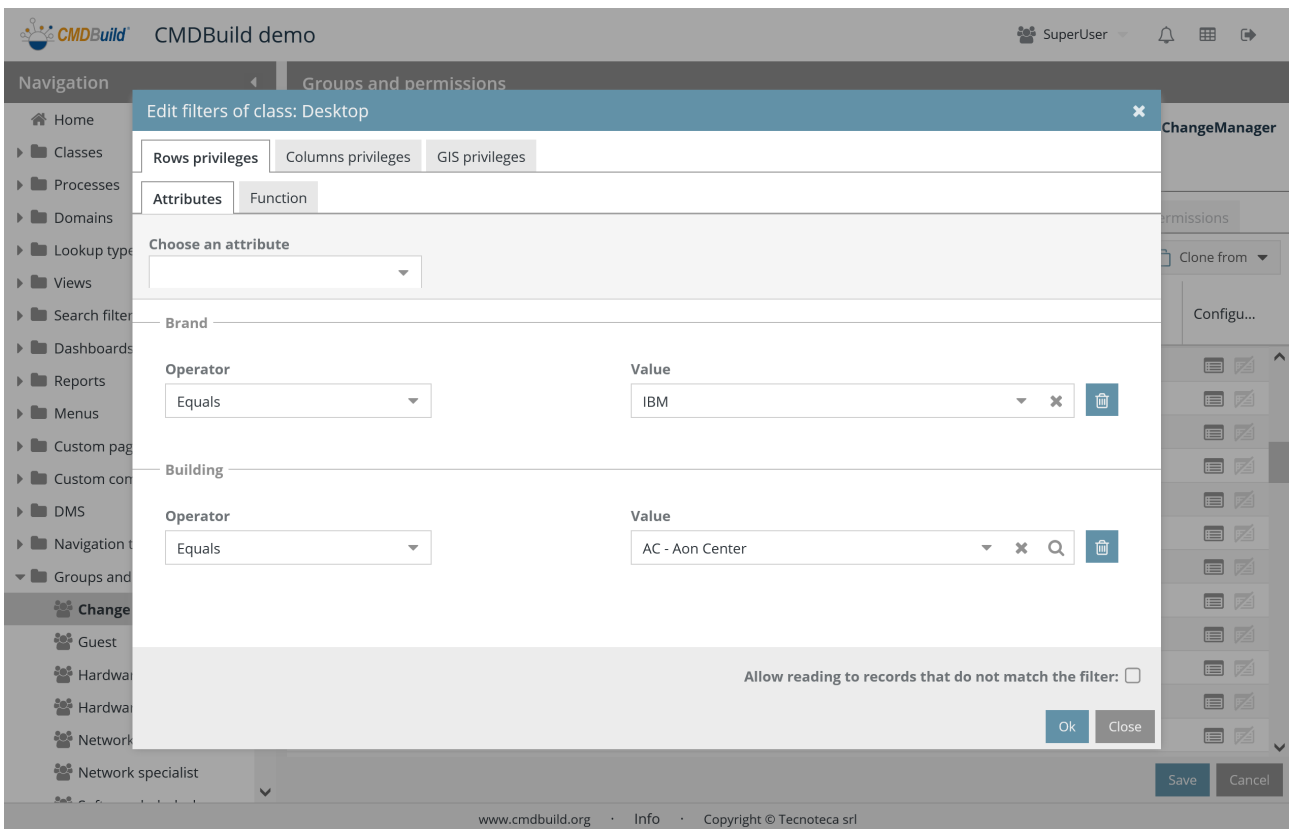 CMDBuild CMDBuild demo SuperUser
Navigation Groups and permissions
Edit filters of class: Desktop
Home
Classes
Processes
Domains
Lookup type
Views
Search filter
Dashboards
Reports
Menus
Custom pag
Custom con
DMS
Navigation t
Groups and
Change
Guest
Hardwar
Hardwar
Network
Network specialist
ChangeManager
Rows privileges Columns privileges GIS privileges
Attributes Function
ermissions
Choose an attribute
Clone from
Configu...
Brand
Operator Value
Equals IBM
Building
Operator Value
Equals AC - Aon Center
Allow reading to records that do not match the filter:
Ok Close
Save Cancel
www.cmdbuild.org · Info · Copyright © Tecnoteca srl